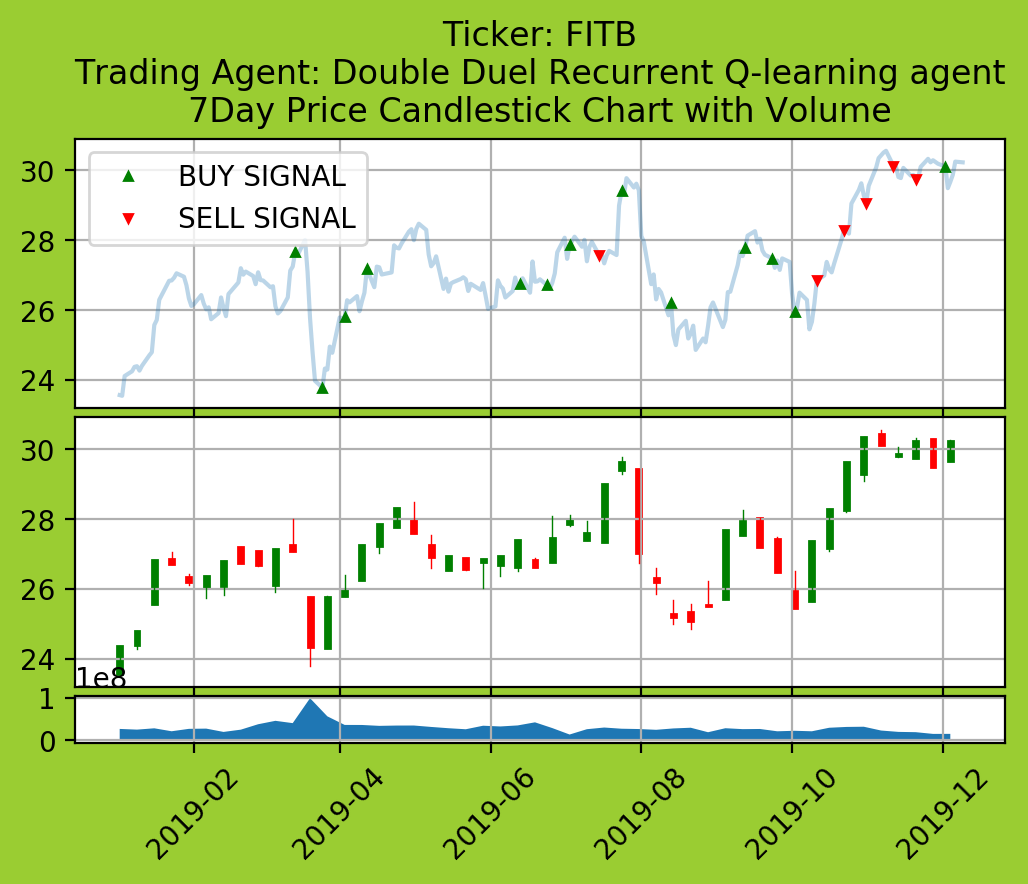 Ticker: FITB
Trading Agent: Double Duel Recurrent Q-learning agent
7Day Price Candlestick Chart with Volume
BUY SIGNAL
SELL SIGNAL
30
28
26
24
30
28
26
24
1e8
1
0
2019-02
2019-04
2019-06
2019-08
2019-10
2019-12